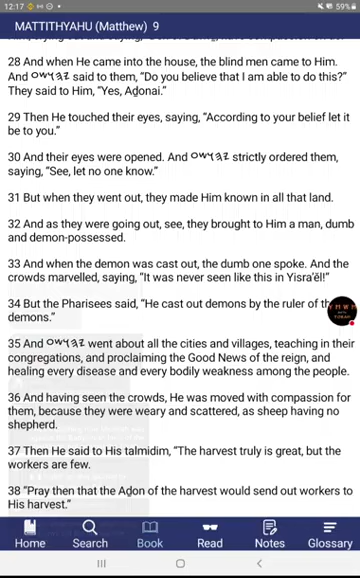 12:17
59%
MATTITHYAHU (Matthew) 9
28 And when He came into the house, the blind men came to Him.
And 𐤏𐤅𐤔𐤅𐤄𐤉 said to them, “Do you believe that I am able to do this?”
They said to Him, “Yes, Aḏonai.”
29 Then He touched their eyes, saying, “According to your belief let it
be to you.”
30 And their eyes were opened. And strictly ordered them,
saying, “See, let no one know.”
31 But when they went out, they made Him known in all that land.
32 And as they were going out, see, they brought to Him a man, dumb
and demon-possessed.
33 And when the demon was cast out, the dumb one spoke. And the
crowds marvelled, saying, “It was never seen like this in Yisra’ĕl!”
34 But the Pharisees said, “He cast out demons by the ruler of the
demons.”
35 And went about all the cities and villages, teaching in their
congregations, and proclaiming the Good News of the reign, and
healing every disease and every bodily weakness among the people.
36 And having seen the crowds, He was moved with compassion for
them, because they were weary and scattered, as sheep having no
shepherd.
37 Then He said to His talmidim, “The harvest truly is great, but the
workers are few.
38 “Pray then that the Aḏon of the harvest would send out workers to
His harvest.”
Home Search Book Read Notes Glossary